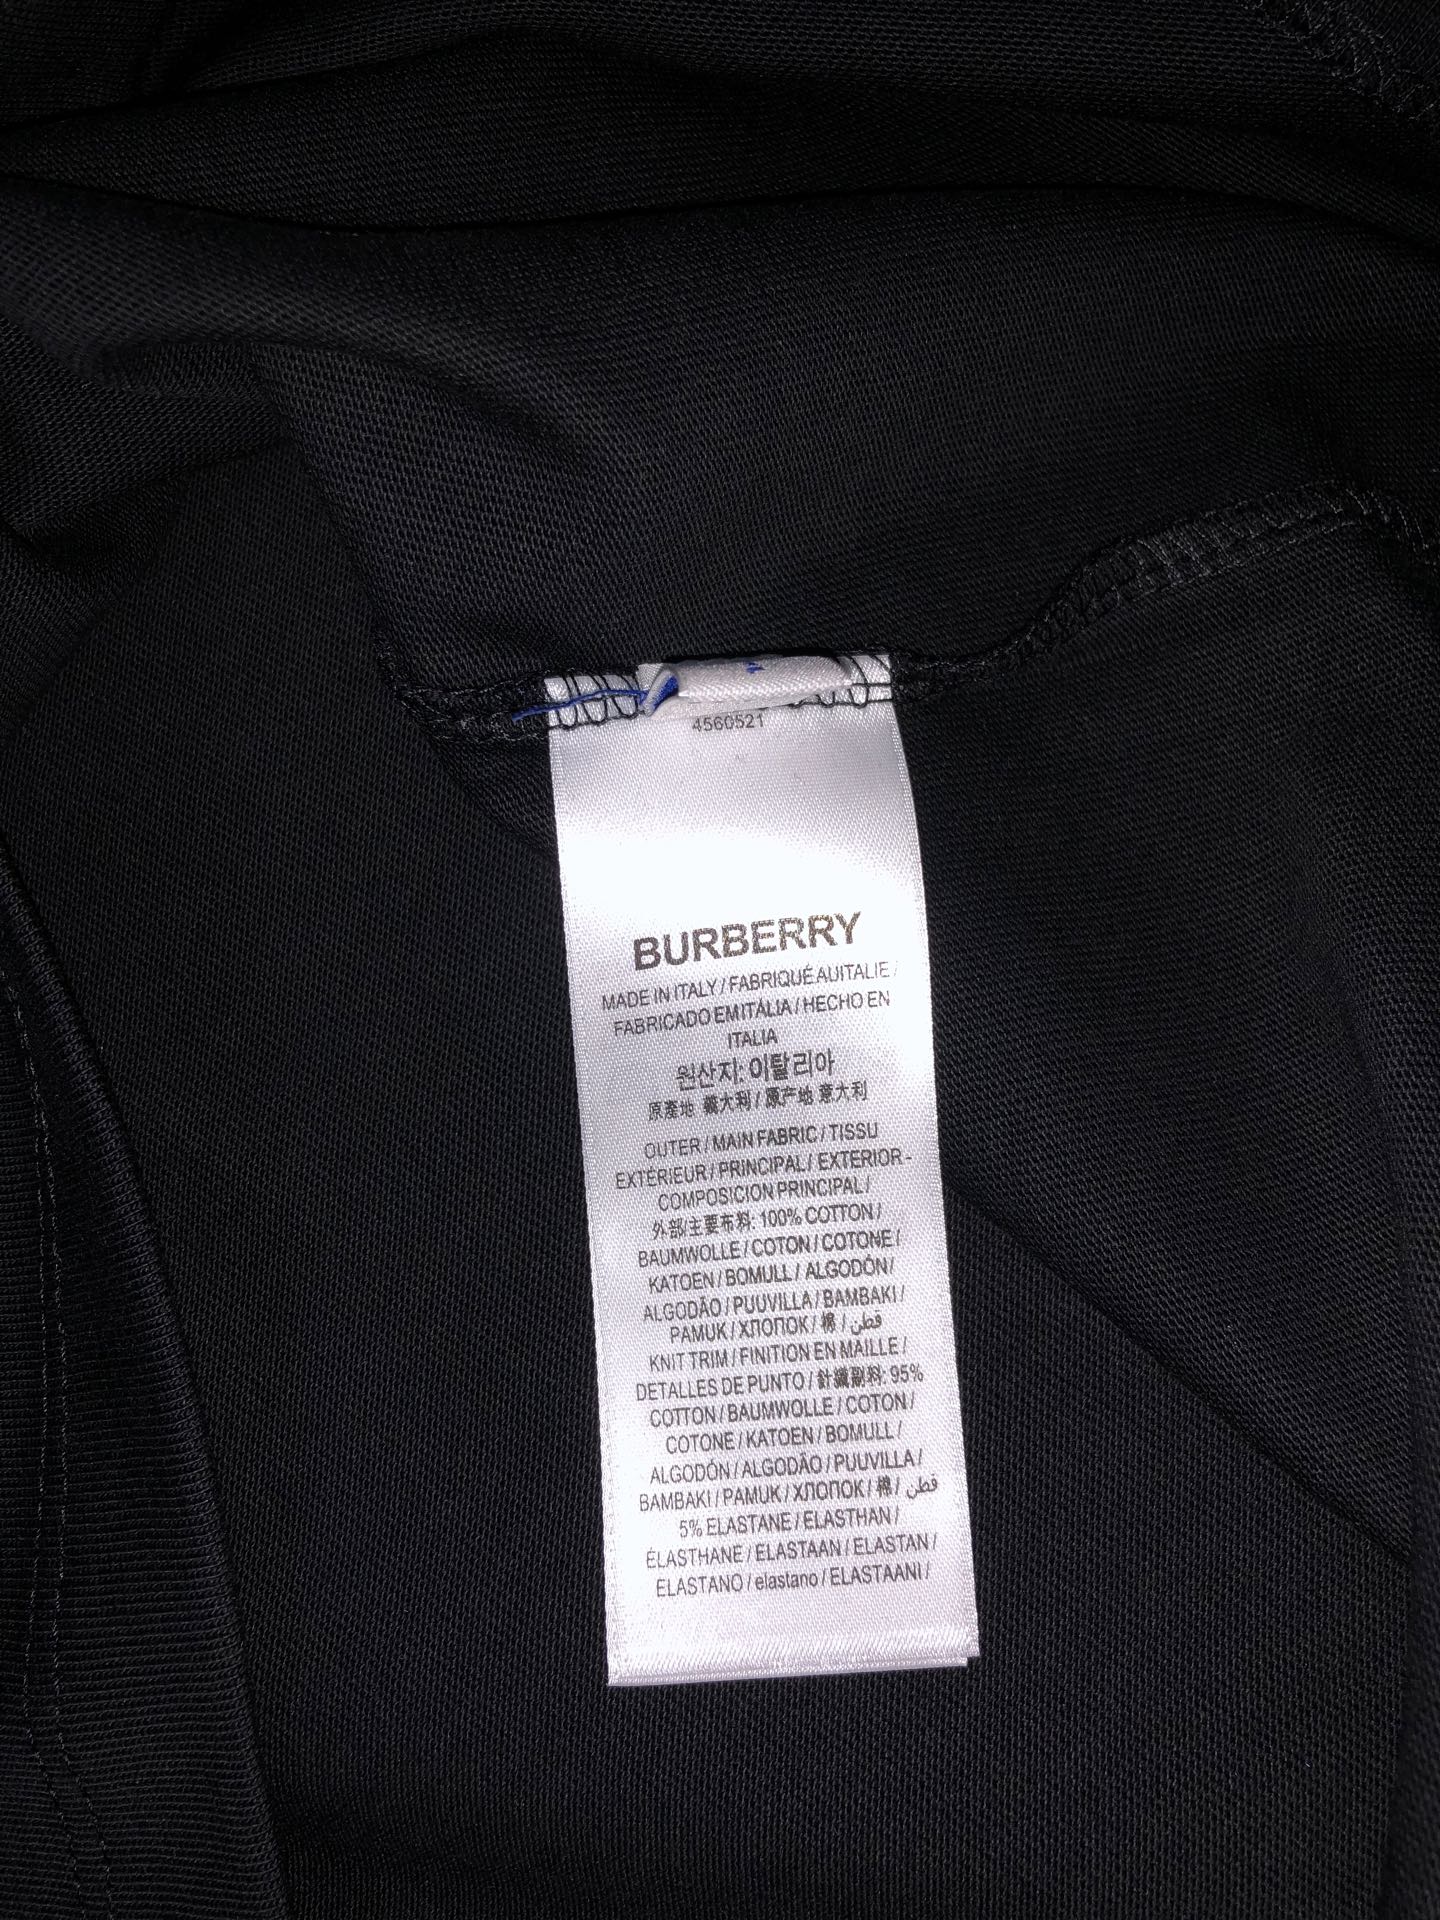 4560521
BURBERRY
MADE IN ITALY / FABRIQUÉ AU ITALIE /
FABRICADO EM ITÁLIA / HECHO EN
ITALIA
원산지: 이탈리아
原產地 義大利 / 原产地 意大利
OUTER / MAIN FABRIC / TISSU
EXTÉRIEUR / PRINCIPAL / EXTERIOR -
COMPOSICION PRINCIPAL /
外部/主要布料: 100% COTTON /
BAUMWOLLE / COTON / COTONE /
KATOEN / BOMULL / ALGODÓN /
ALGODÃO / PUUVILLA / BAMBAKI /
PAMUK / ХЛОПОК / 棉 / قطن
KNIT TRIM / FINITION EN MAILLE /
DETALLES DE PUNTO / 針織副料: 95%
COTTON / BAUMWOLLE / COTON /
COTONE / KATOEN / BOMULL /
ALGODÓN / ALGODÃO / PUUVILLA /
BAMBAKI / PAMUK / ХЛОПОК / 棉 / قطن
5% ELASTANE / ELASTHAN /
ÉLASTHANE / ELASTAAN / ELASTAN /
ELASTANO / elastano / ELASTAANI /